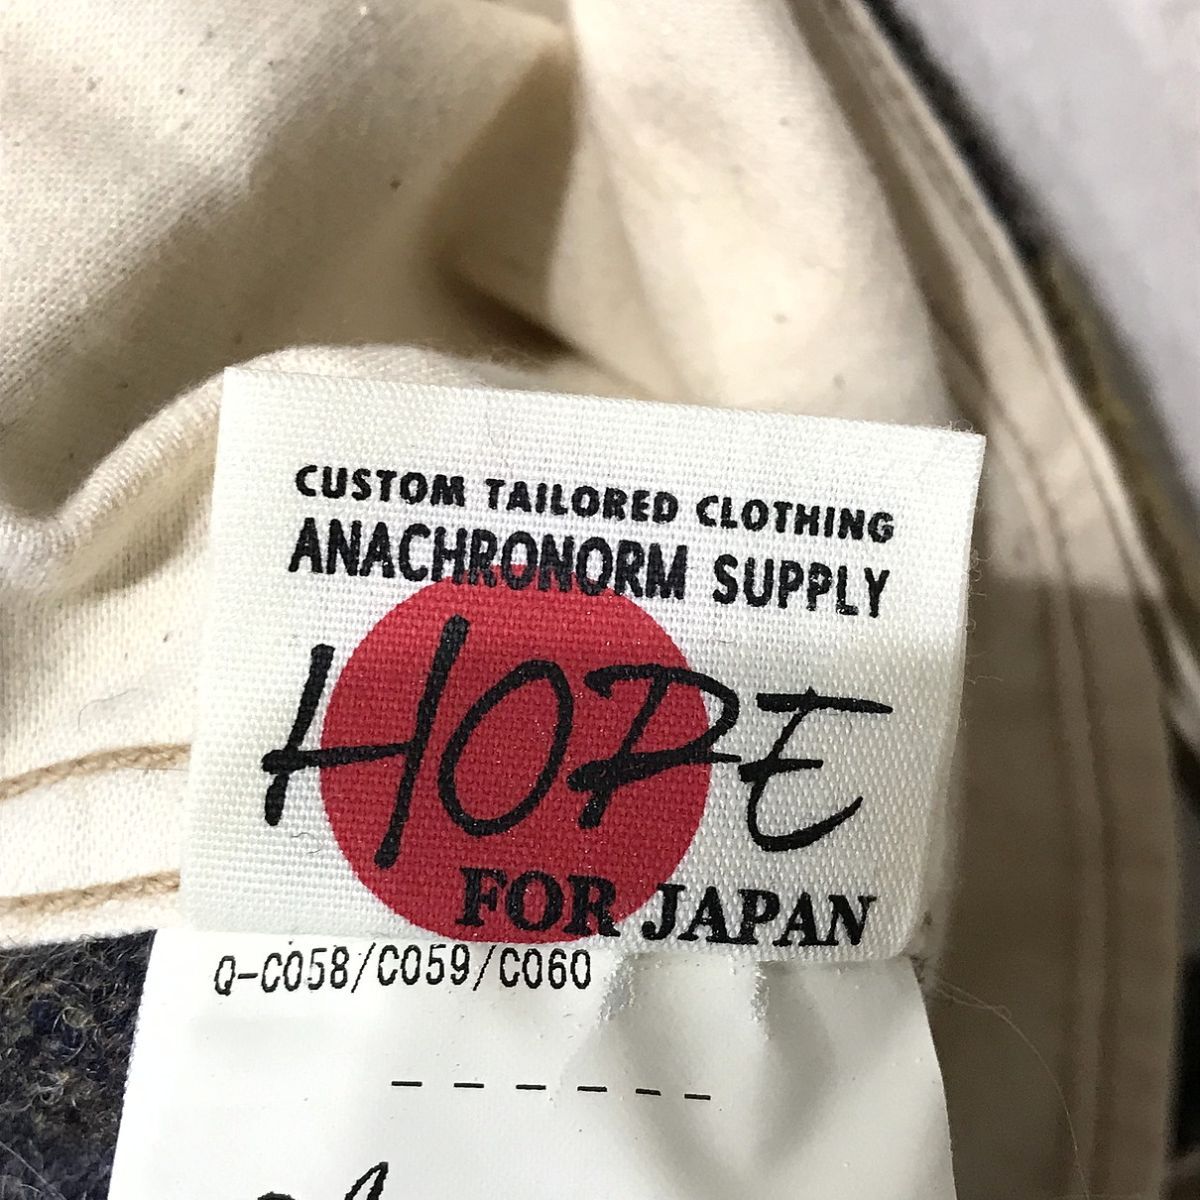 CUSTOM TAILORED CLOTHING
ANACHRONORM SUPPLY
HOPE
FOR JAPAN
Q-C058/C059/C060